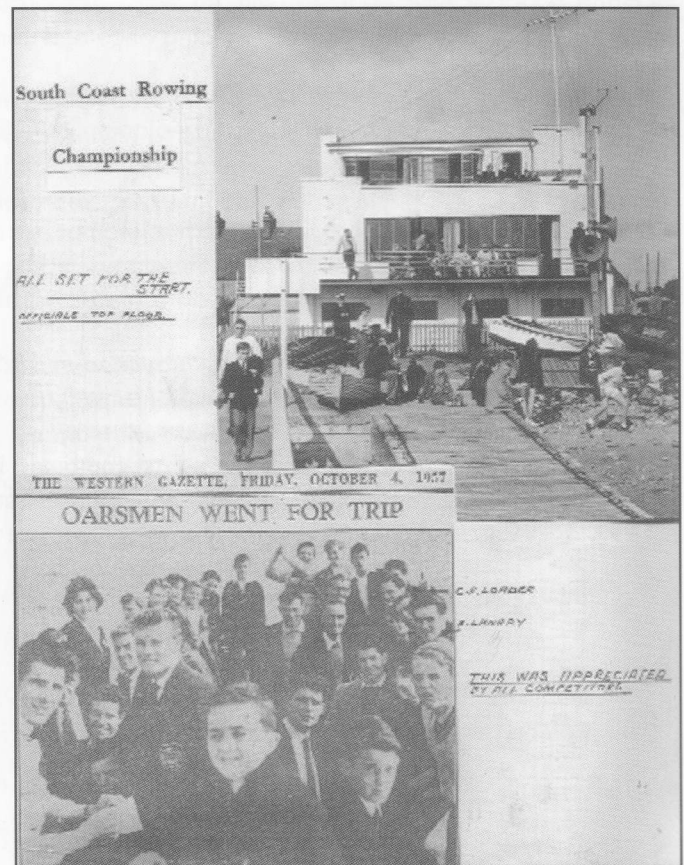 South Coast Rowing
Championship
ALL SET FOR THE
START.
OFFICIALS TOP FLOOR
THE WESTERN GAZETTE, FRIDAY, OCTOBER 4, 1957
OARSMEN WENT FOR TRIP
LOADER
THIS WAS APPRECIATED
BY ALL COMPETITORS.